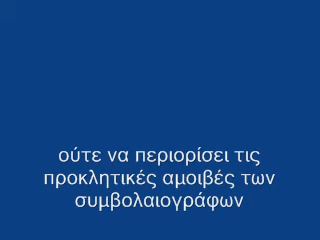 ούτε να περιορίσει τις
προκλητικές αμοιβές των
συμβολαιογράφων